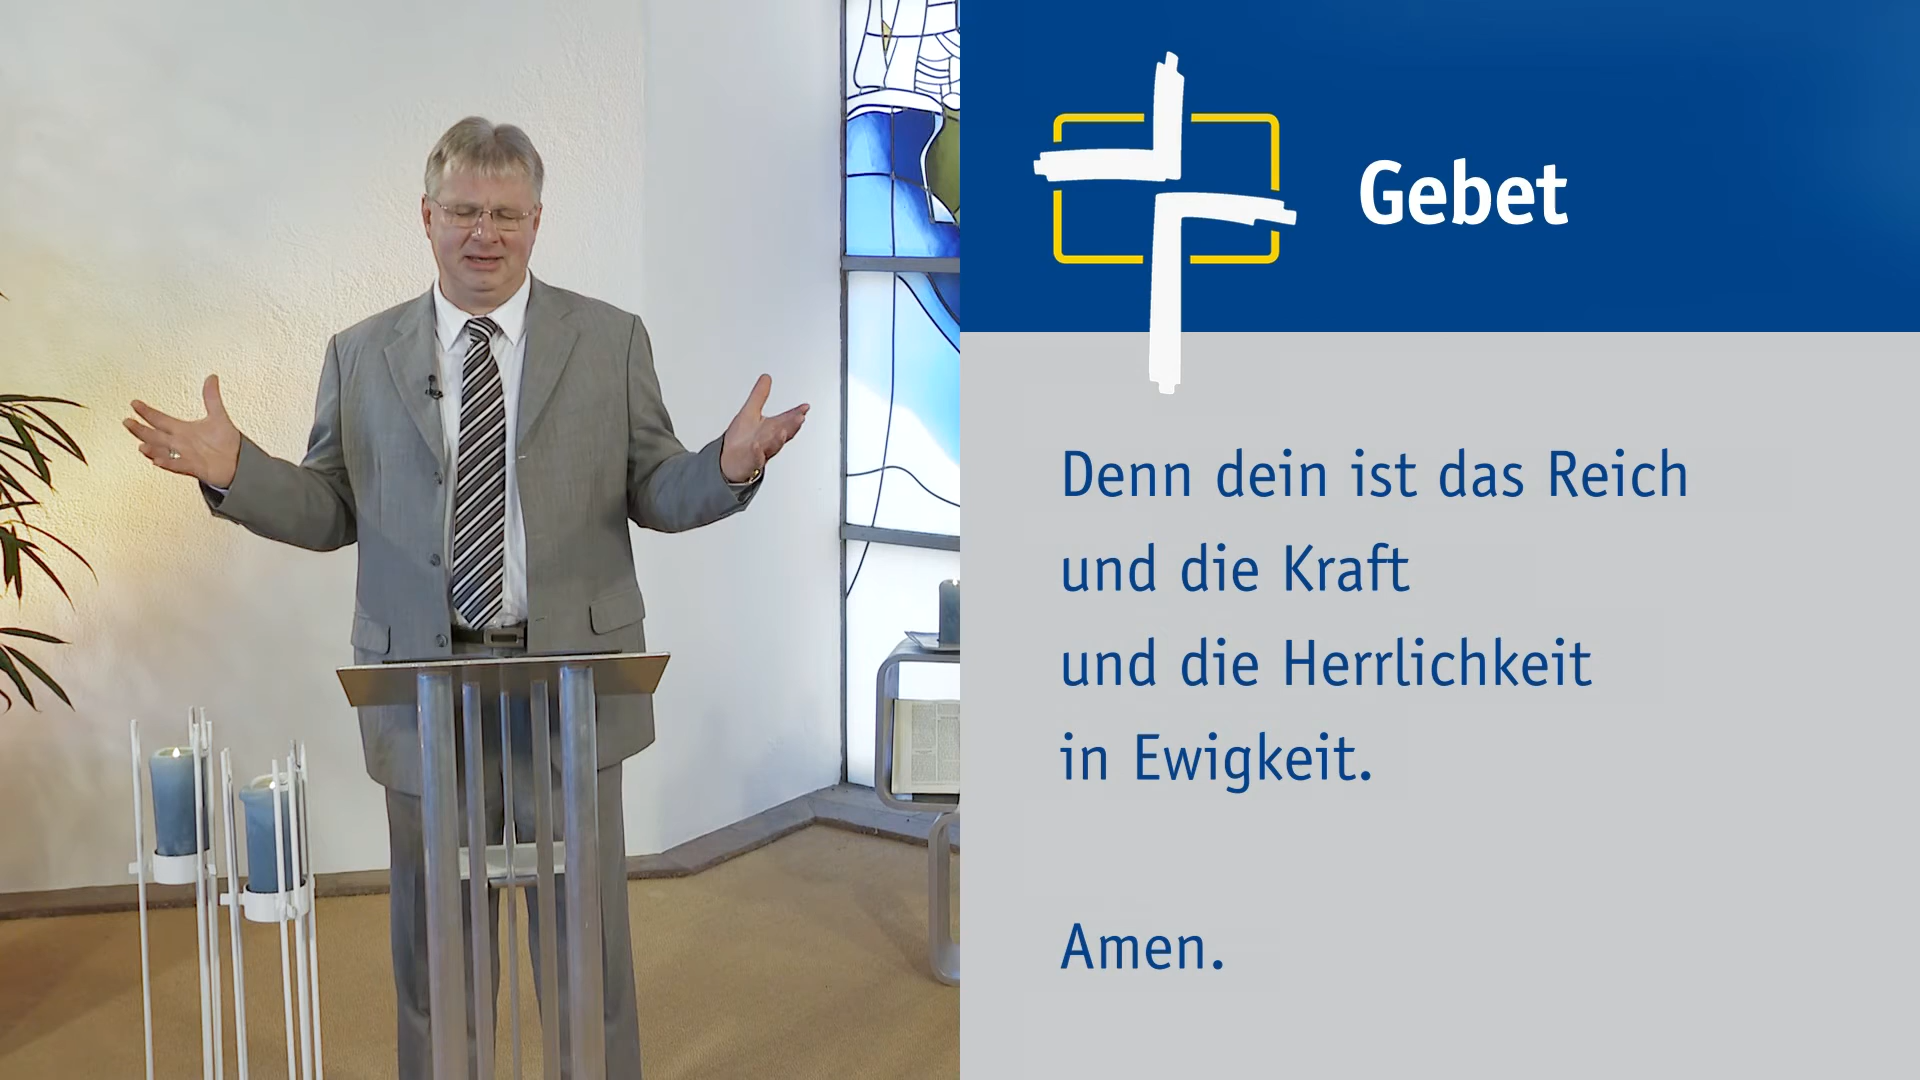 Gebet
Denn dein ist das Reich
und die Kraft
und die Herrlichkeit
in Ewigkeit.
Amen.